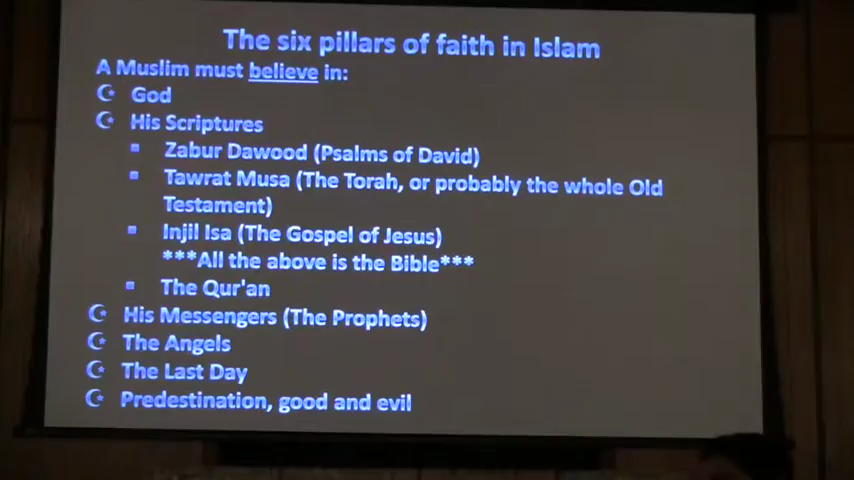 The six pillars of faith in Islam
A Muslim must believe in:
God
His Scriptures
Zabur Dawood (Psalms of David)
Tawrat Musa (The Torah, or probably the whole Old
Testament)
Injil Isa (The Gospel of Jesus)
***All the above is the Bible***
The Qur'an
His Messengers (The Prophets)
The Angels
The Last Day
Predestination, good and evil